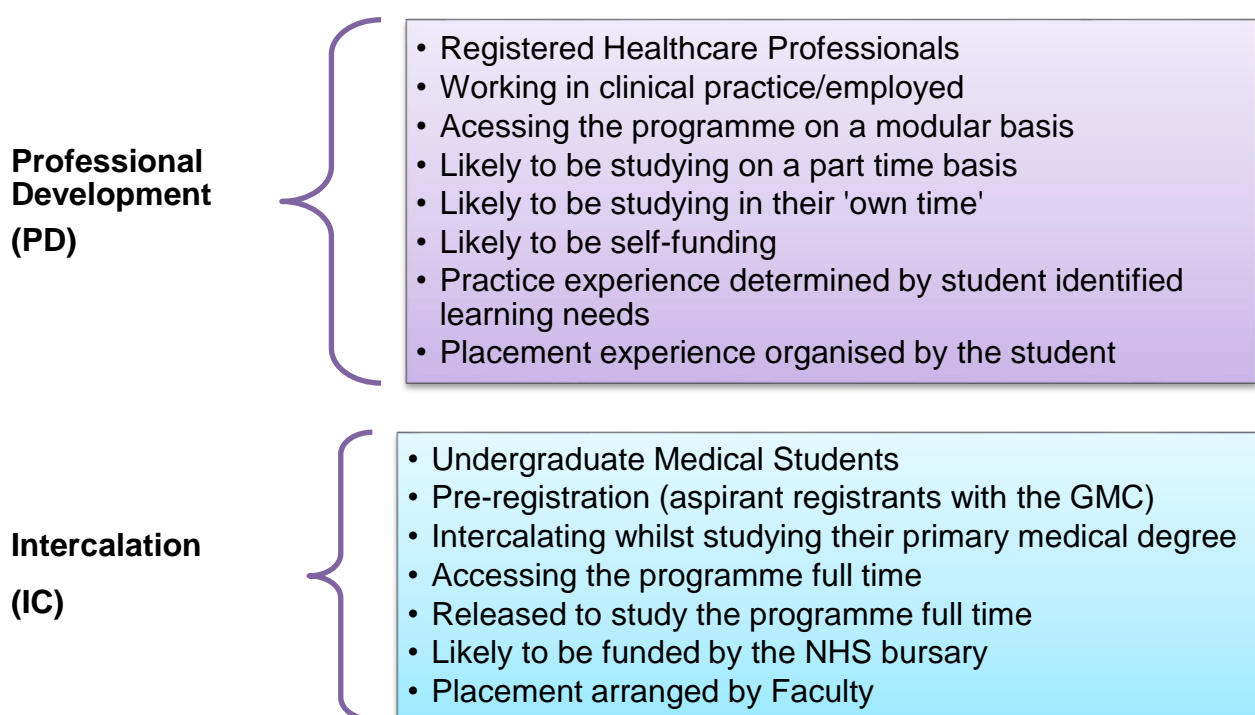 Professional
Development
(PD)
• Registered Healthcare Professionals
• Working in clinical practice/employed
• Acessing the programme on a modular basis
• Likely to be studying on a part time basis
• Likely to be studying in their 'own time'
• Likely to be self-funding
• Practice experience determined by student identified
learning needs
• Placement experience organised by the student
Intercalation
(IC)
• Undergraduate Medical Students
• Pre-registration (aspirant registrants with the GMC)
• Intercalating whilst studying their primary medical degree
• Accessing the programme full time
• Released to study the programme full time
• Likely to be funded by the NHS bursary
• Placement arranged by Faculty